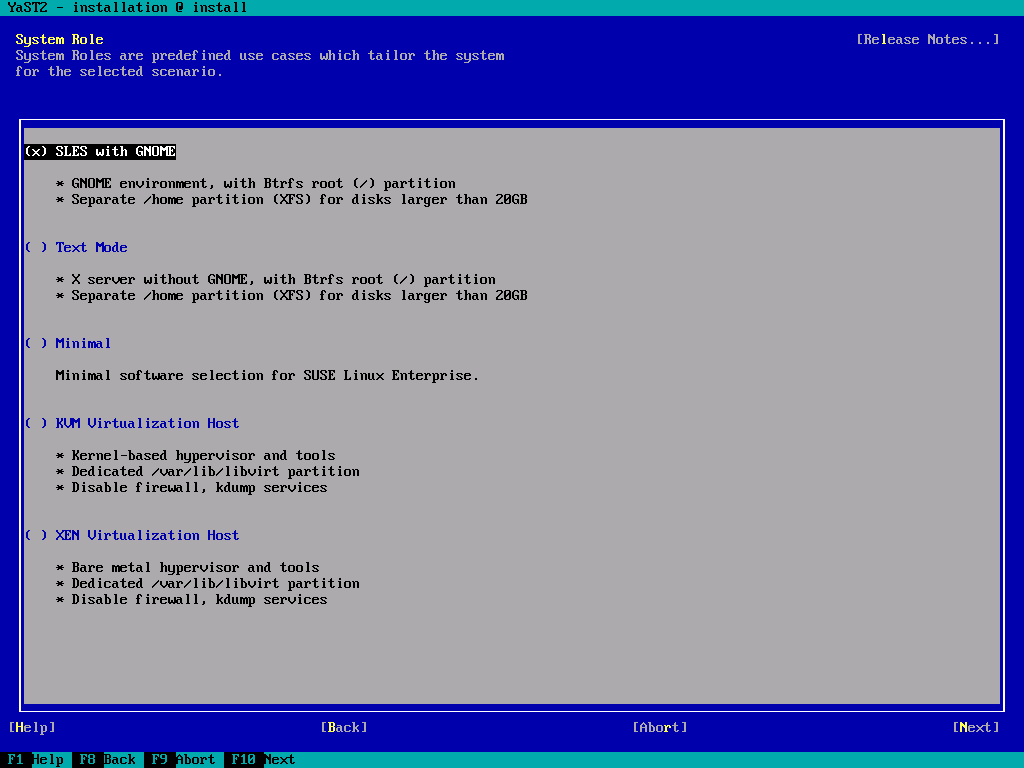 YaST2 - installation @ install
System Role [Release Notes...]
System Roles are predefined use cases which tailor the system
for the selected scenario.
(x) SLES with GNOME
* GNOME environment, with Btrfs root (/) partition
* Separate /home partition (XFS) for disks larger than 20GB
( ) Text Mode
* X server without GNOME, with Btrfs root (/) partition
* Separate /home partition (XFS) for disks larger than 20GB
( ) Minimal
Minimal software selection for SUSE Linux Enterprise.
( ) KVM Virtualization Host
* Kernel-based hypervisor and tools
* Dedicated /var/lib/libvirt partition
* Disable firewall, kdump services
( ) XEN Virtualization Host
* Bare metal hypervisor and tools
* Dedicated /var/lib/libvirt partition
* Disable firewall, kdump services
[Help] [Back] [Abort] [Next]
F1 Help F8 Back F9 Abort F10 Next